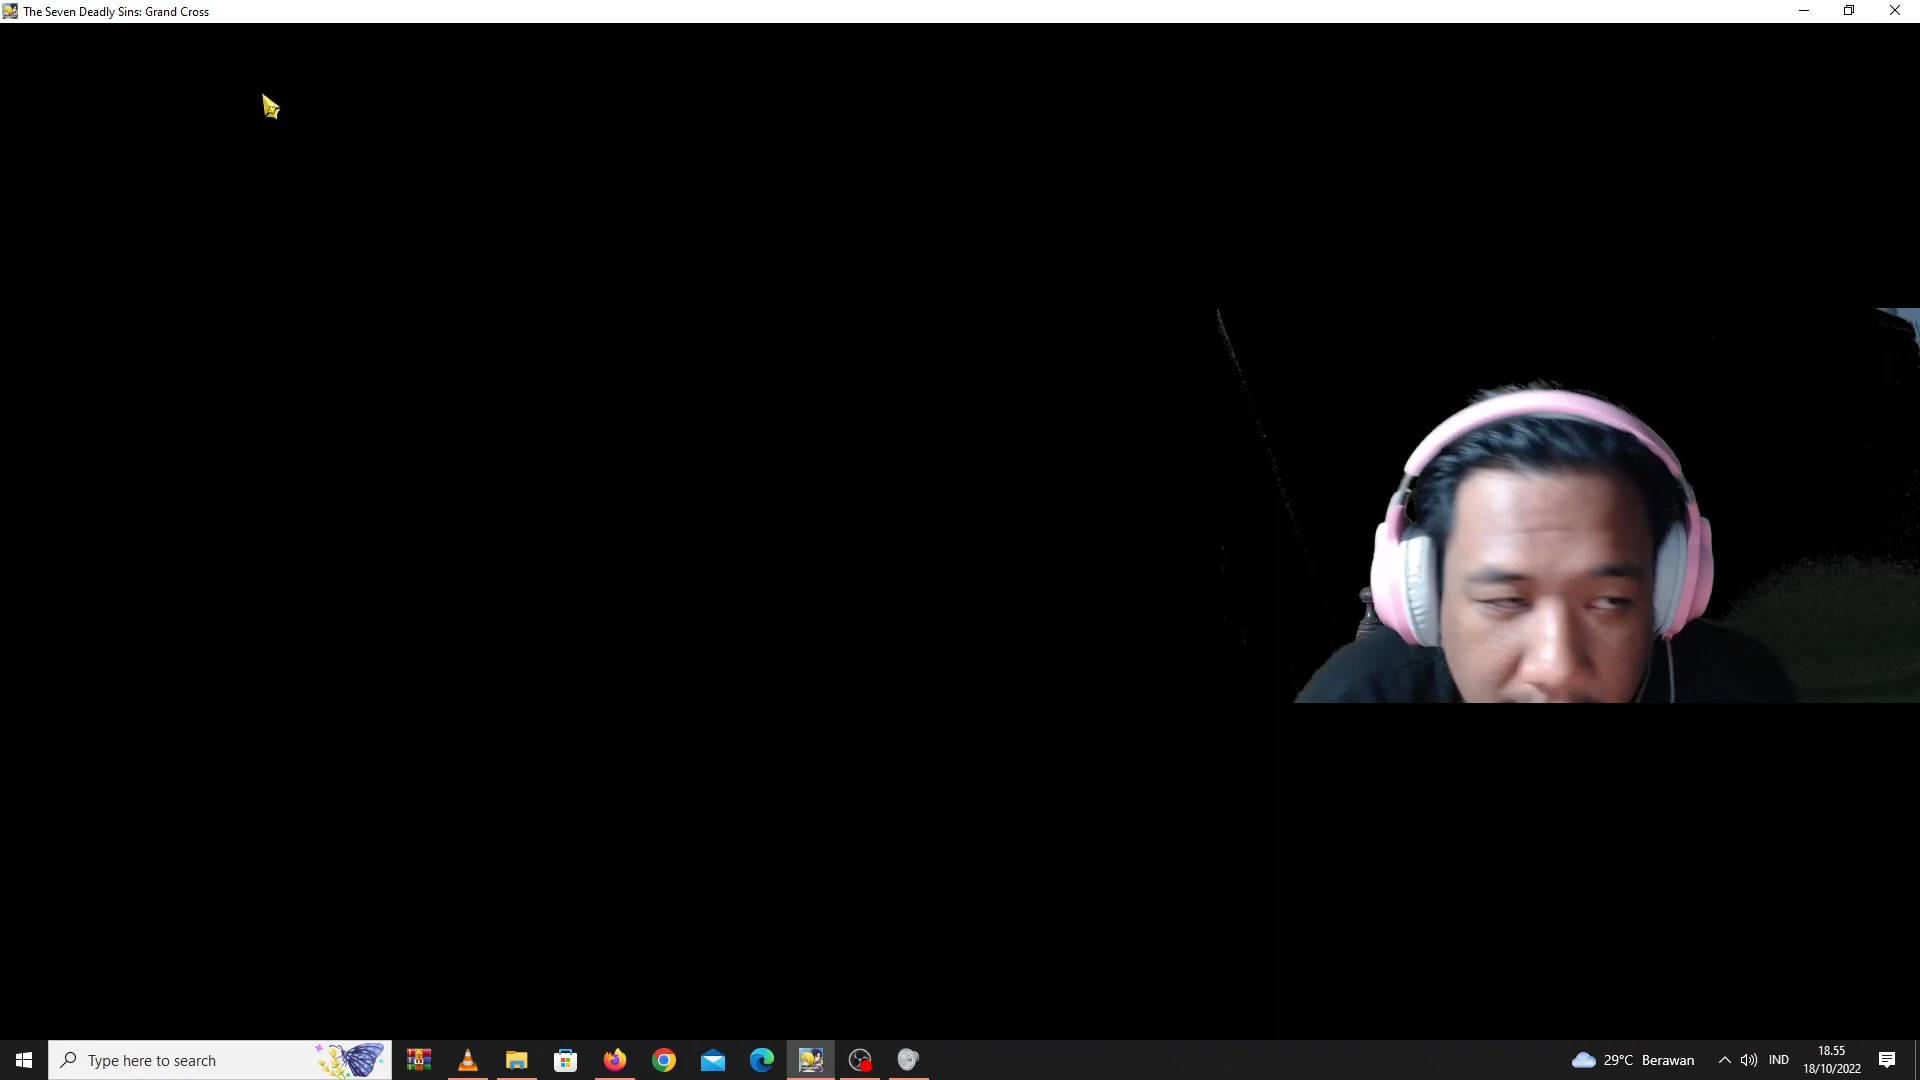 The Seven Deadly Sins: Grand Cross
Type here to search
29°C Berawan
IND
18.55
18/10/2022